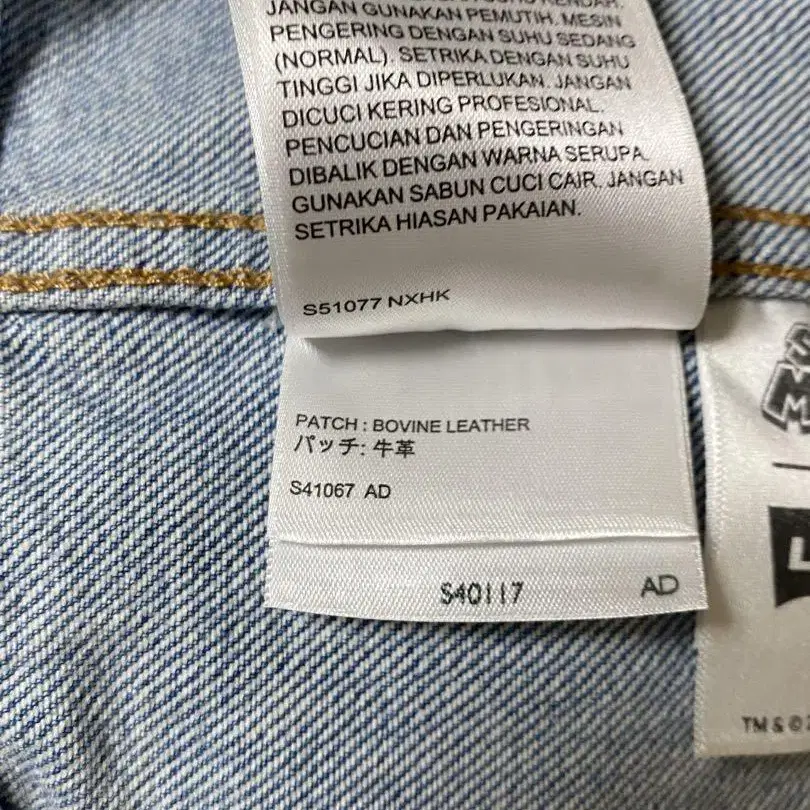 JANGAN GUNAKAN PEMUTIH. MESIN
PENGERING DENGAN SUHU SEDANG
(NORMAL). SETRIKA DENGAN SUHU
TINGGI JIKA DIPERLUKAN. JANGAN
DICUCI KERING PROFESIONAL.
PENCUCIAN DAN PENGERINGAN
DIBALIK DENGAN WARNA SERUPA.
GUNAKAN SABUN CUCI CAIR. JANGAN
SETRIKA HIASAN PAKAIAN.
S51077 NXHK
PATCH : BOVINE LEATHER
パッチ: 牛革
S41067 AD
S40117 AD
TM & ©